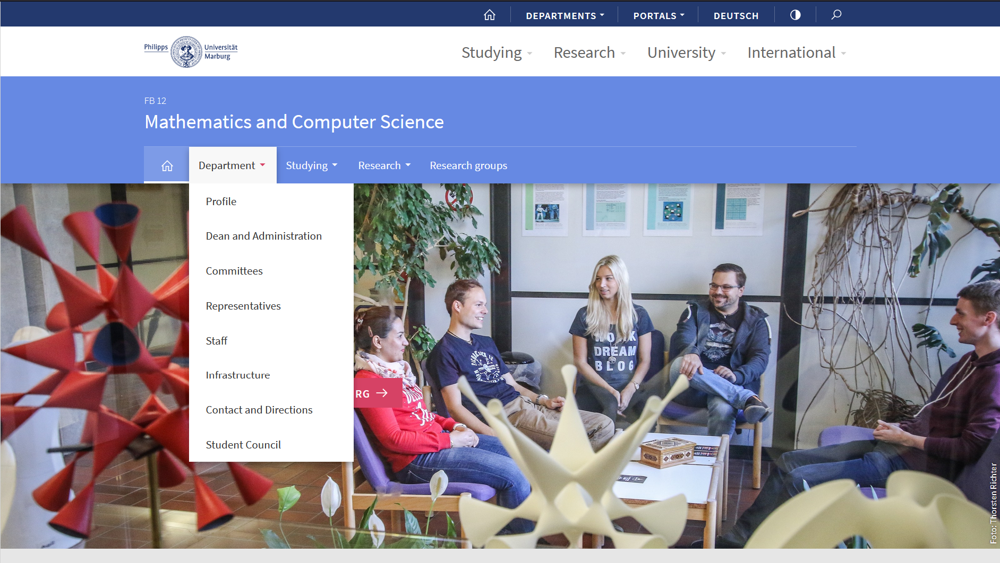 DEPARTMENTS
PORTALS
DEUTSCH
Philipps
Universität
Marburg
Studying
Research
University
International
FB 12
Mathematics and Computer Science
Department
Studying
Research
Research groups
Profile
Dean and Administration
Committees
Representatives
Staff
Infrastructure
Contact and Directions
Student Council
RG
WORK
DREAM
BLOG
Foto: Thorsten Richter